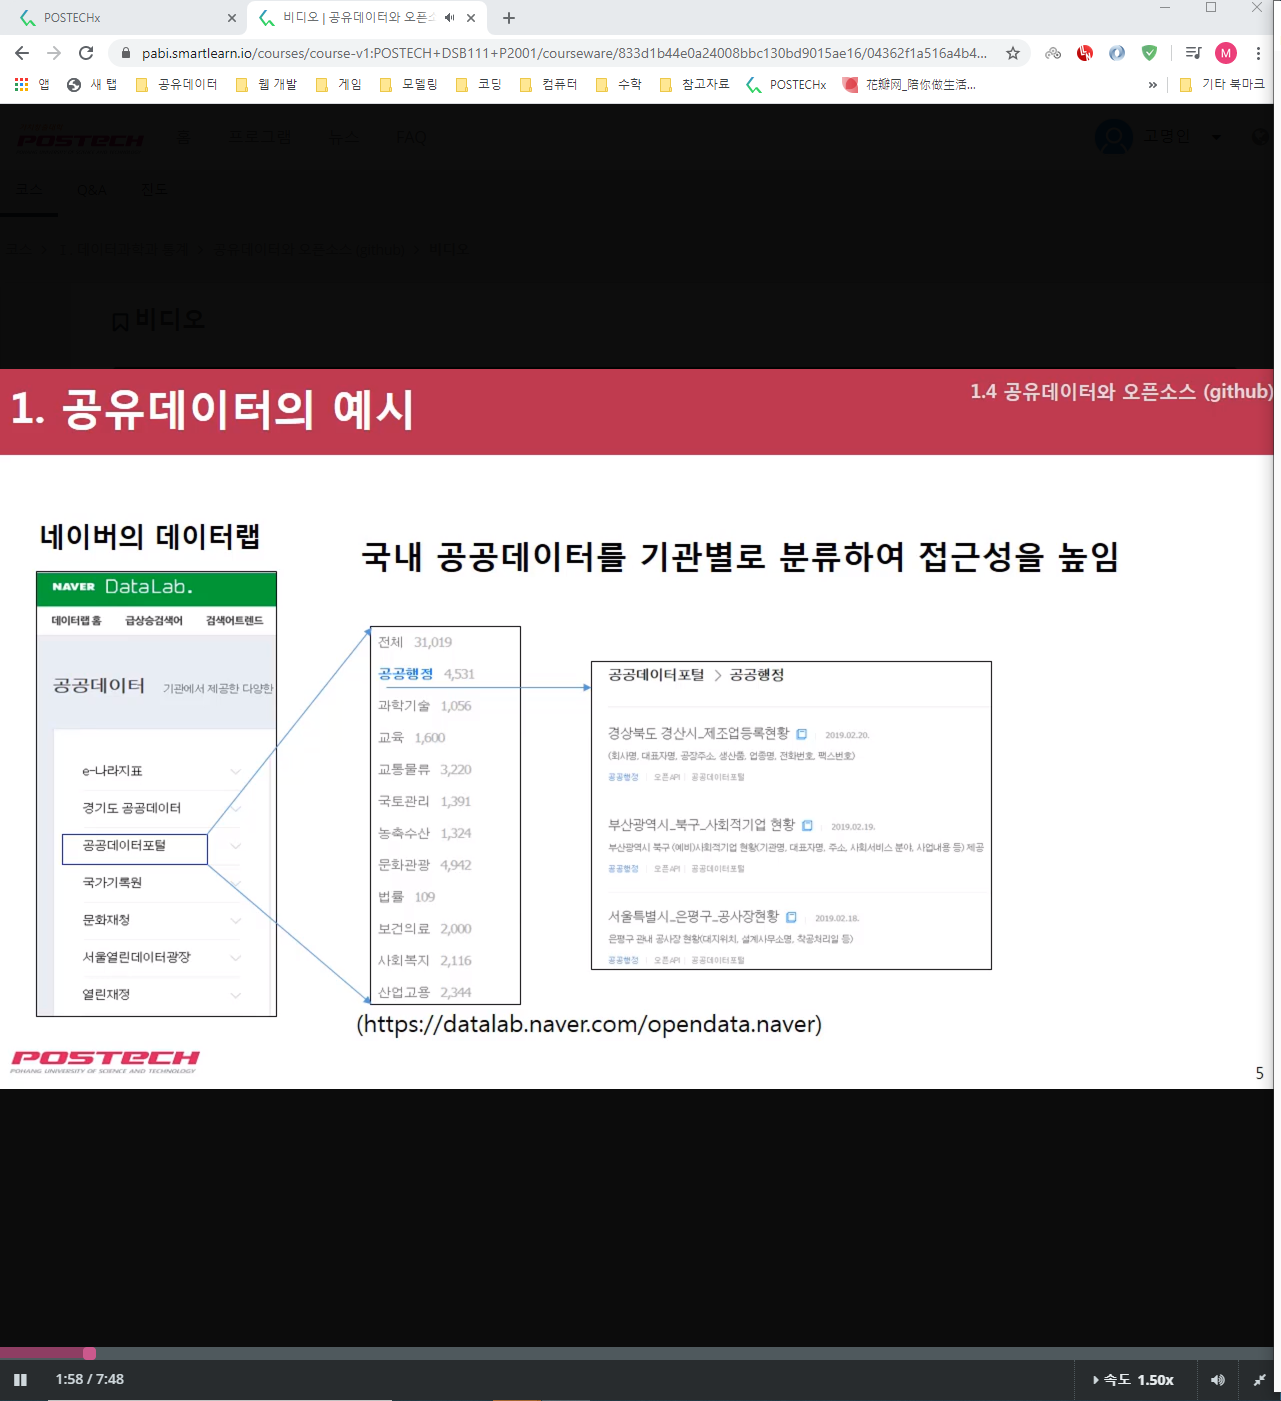 POSTECHx
비디오 | 공유데이터와 오픈소
pabi.smartlearn.io/courses/course-v1:POSTECH+DSB111+P2001/courseware/833d1b44e0a24008bbc130bd9015ae16/04362f1a516a4b4...
M
앱 새 탭 공유데이터 웹 개발 게임 모델링 코딩 컴퓨터 수학 참고자료 POSTECHx 花瓣网_陪你做生活... » 기타 북마크
POSTECH 홈 프로그램 뉴스 FAQ 고명인
코스 Q&A 진도
비디오
1. 공유데이터의 예시
1.4 공유데이터와 오픈소스 (github)
네이버의 데이터랩
국내 공공데이터를 기관별로 분류하여 접근성을 높임
NAVER DataLab.
데이터랩 홈 급상승검색어 검색어트렌드
공공데이터 기관에서 제공한 다양한
e-나라지표
경기도 공공데이터
공공데이터포털
국가기록원
문화재청
서울열린데이터광장
열린재정
전체 31,019
공공행정 4,531
과학기술 1,056
교육 1,600
교통물류 3,220
국토관리 1,391
농축수산 1,324
문화관광 4,942
법률 109
보건의료 2,000
사회복지 2,116
산업고용 2,344
공공데이터포털 > 공공행정
경상북도 경산시_제조업등록현황 2019.02.20.
(회사명, 대표자명, 공장주소, 생산품, 업종명, 전화번호, 팩스번호)
공공행정 오픈API 공공데이터포털
부산광역시_북구_사회적기업 현황 2019.02.19.
부산광역시 북구 (예비)사회적기업 현황(기관명, 대표자명, 주소, 사회서비스 분야, 사업내용 등) 제공
공공행정 오픈API 공공데이터포털
서울특별시_은평구_공사장현황 2019.02.18.
은평구 관내 공사장 현황(대지위치, 설계사무소명, 착공처리일 등)
공공행정 오픈API 공공데이터포털
(https://datalab.naver.com/opendata.naver)
POSTECH
POHANG UNIVERSITY OF SCIENCE AND TECHNOLOGY
5
1:58 / 7:48
속도 1.50x